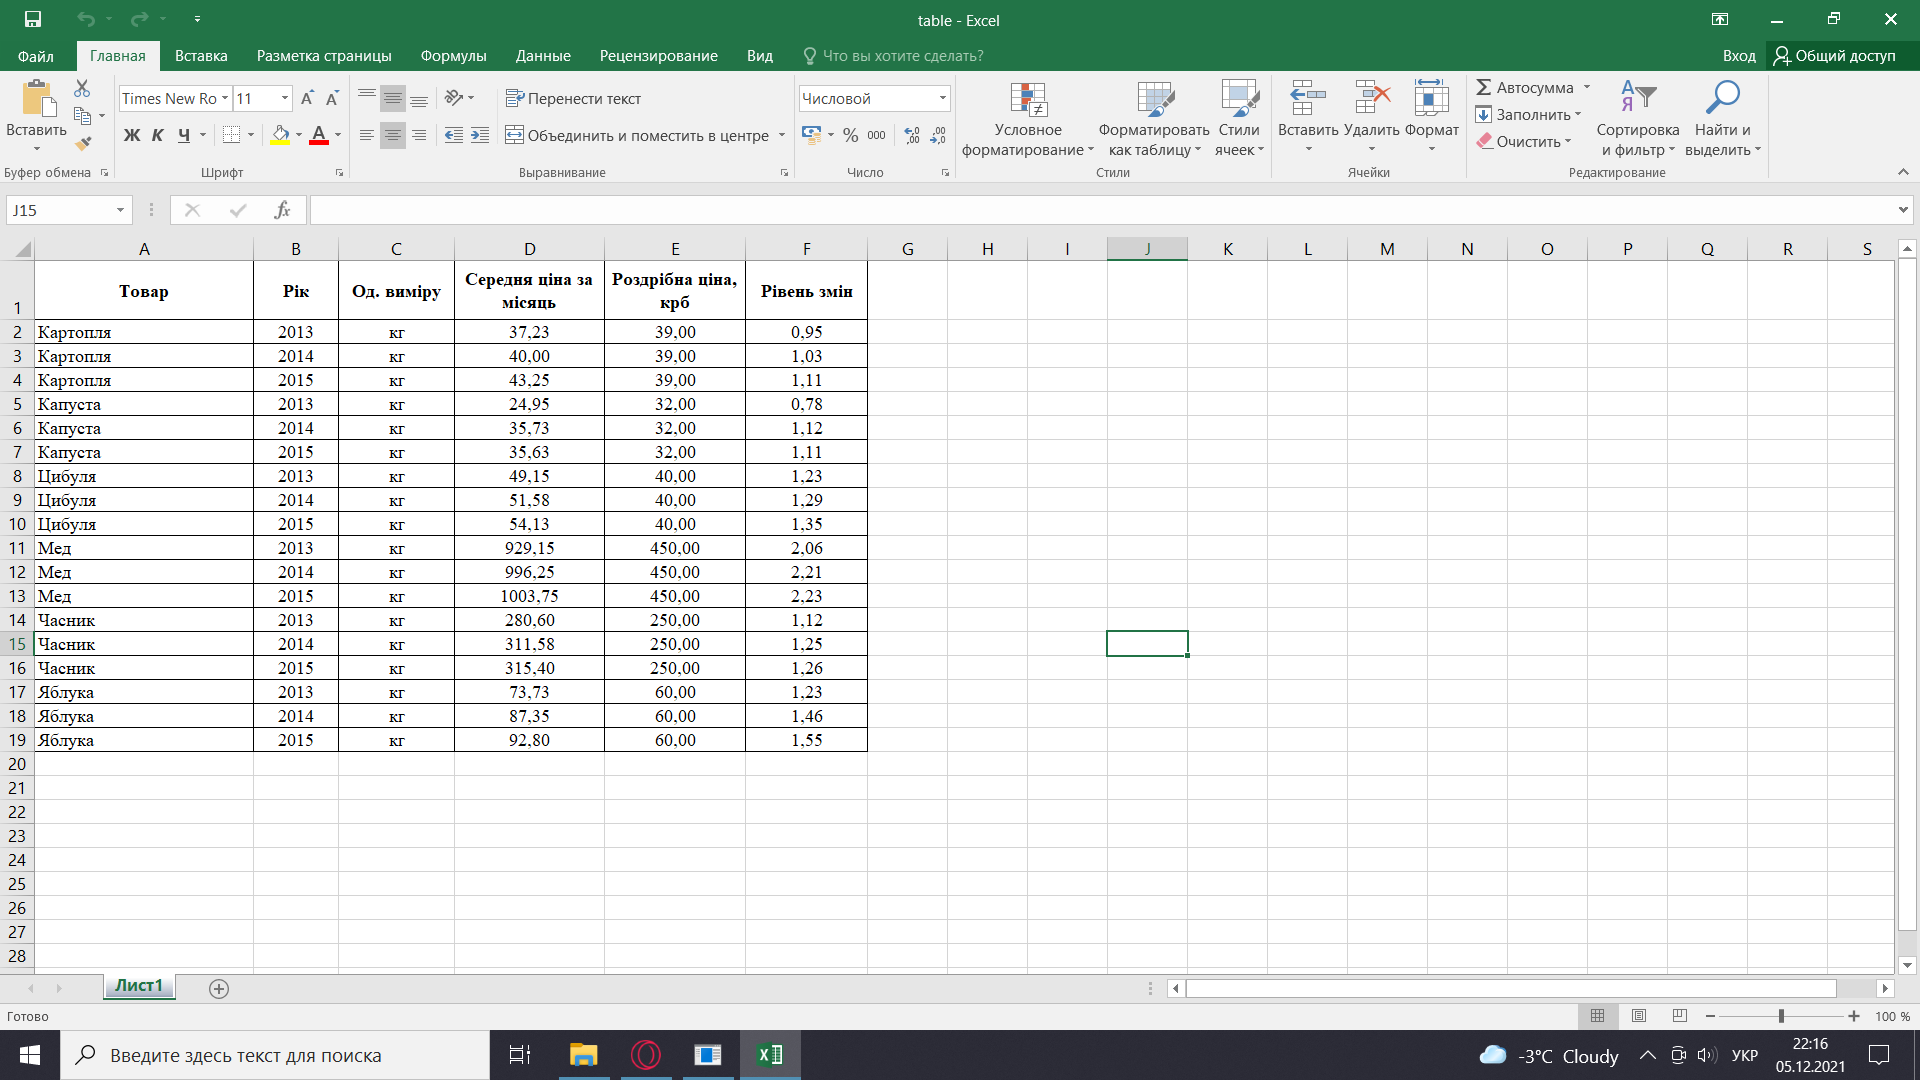 table - Excel
Файл Главная Вставка Разметка страницы Формулы Данные Рецензирование Вид Что вы хотите сделать? Вход Общий доступ
Вставить
Буфер обмена
Times New Ro 11
Ж К Ч А
Шрифт
Перенести текст
Объединить и поместить в центре
Выравнивание
Числовой
% 000
Число
Условное форматирование
Форматировать как таблицу
Стили ячеек
Стили
Вставить Удалить Формат
Ячейки
Автосумма
Заполнить
Очистить
Сортировка и фильтр
Найти и выделить
Редактирование
J15 fx
A B C D E F G H I J K L M N O P Q R S
1 Товар Рік Од. виміру Середня ціна за місяць Роздрібна ціна, крб Рівень змін
2 Картопля 2013 кг 37,23 39,00 0,95
3 Картопля 2014 кг 40,00 39,00 1,03
4 Картопля 2015 кг 43,25 39,00 1,11
5 Капуста 2013 кг 24,95 32,00 0,78
6 Капуста 2014 кг 35,73 32,00 1,12
7 Капуста 2015 кг 35,63 32,00 1,11
8 Цибуля 2013 кг 49,15 40,00 1,23
9 Цибуля 2014 кг 51,58 40,00 1,29
10 Цибуля 2015 кг 54,13 40,00 1,35
11 Мед 2013 кг 929,15 450,00 2,06
12 Мед 2014 кг 996,25 450,00 2,21
13 Мед 2015 кг 1003,75 450,00 2,23
14 Часник 2013 кг 280,60 250,00 1,12
15 Часник 2014 кг 311,58 250,00 1,25
16 Часник 2015 кг 315,40 250,00 1,26
17 Яблука 2013 кг 73,73 60,00 1,23
18 Яблука 2014 кг 87,35 60,00 1,46
19 Яблука 2015 кг 92,80 60,00 1,55
20
21
22
23
24
25
26
27
28
Лист1
Готово 100 %
Введите здесь текст для поиска -3°C Cloudy УКР 22:16
05.12.2021